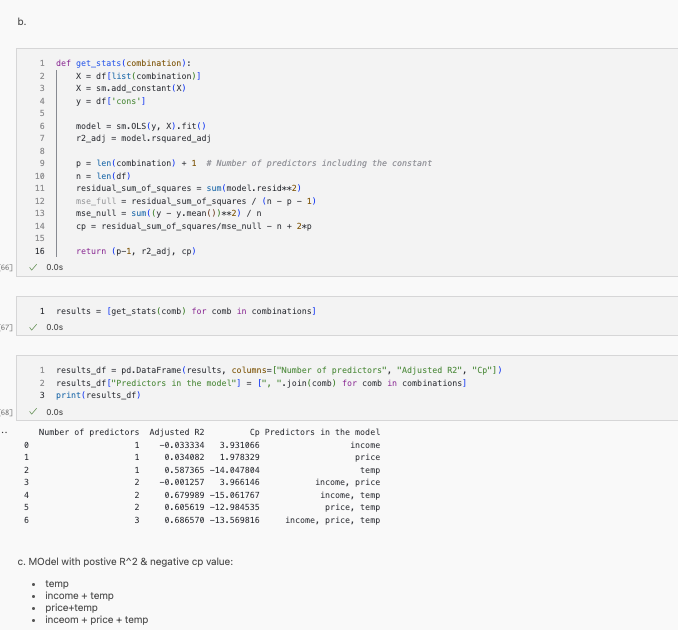 b.
1 def get_stats(combination):
2 X = df[list(combination)]
3 X = sm.add_constant(X)
4 y = df['cons']
5
6 model = sm.OLS(y, X).fit()
7 r2_adj = model.rsquared_adj
8
9 p = len(combination) + 1 # Number of predictors including the constant
10 n = len(df)
11 residual_sum_of_squares = sum(model.resid**2)
12 mse_full = residual_sum_of_squares / (n - p - 1)
13 mse_null = sum((y - y.mean())**2) / n
14 cp = residual_sum_of_squares/mse_null - n + 2*p
15
16 return (p-1, r2_adj, cp)
66] ✓ 0.0s
1 results = [get_stats(comb) for comb in combinations]
67] ✓ 0.0s
1 results_df = pd.DataFrame(results, columns=["Number of predictors", "Adjusted R2", "Cp"])
2 results_df["Predictors in the model"] = [", ".join(comb) for comb in combinations]
3 print(results_df)
68] ✓ 0.0s
.. Number of predictors Adjusted R2 Cp Predictors in the model
0 1 -0.033334 3.931066 income
1 1 0.034082 1.978329 price
2 1 0.587365 -14.047804 temp
3 2 -0.001257 3.966146 income, price
4 2 0.679989 -15.061767 income, temp
5 2 0.605619 -12.984535 price, temp
6 3 0.686570 -13.569816 income, price, temp
c. MOdel with postive R^2 & negative cp value:
• temp
• income + temp
• price+temp
• inceom + price + temp